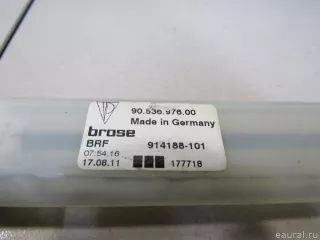 90.536.976.00
Made in Germany
brose
BRF 914188-101
07:54:16
17.08.11 177718
eaural.ru